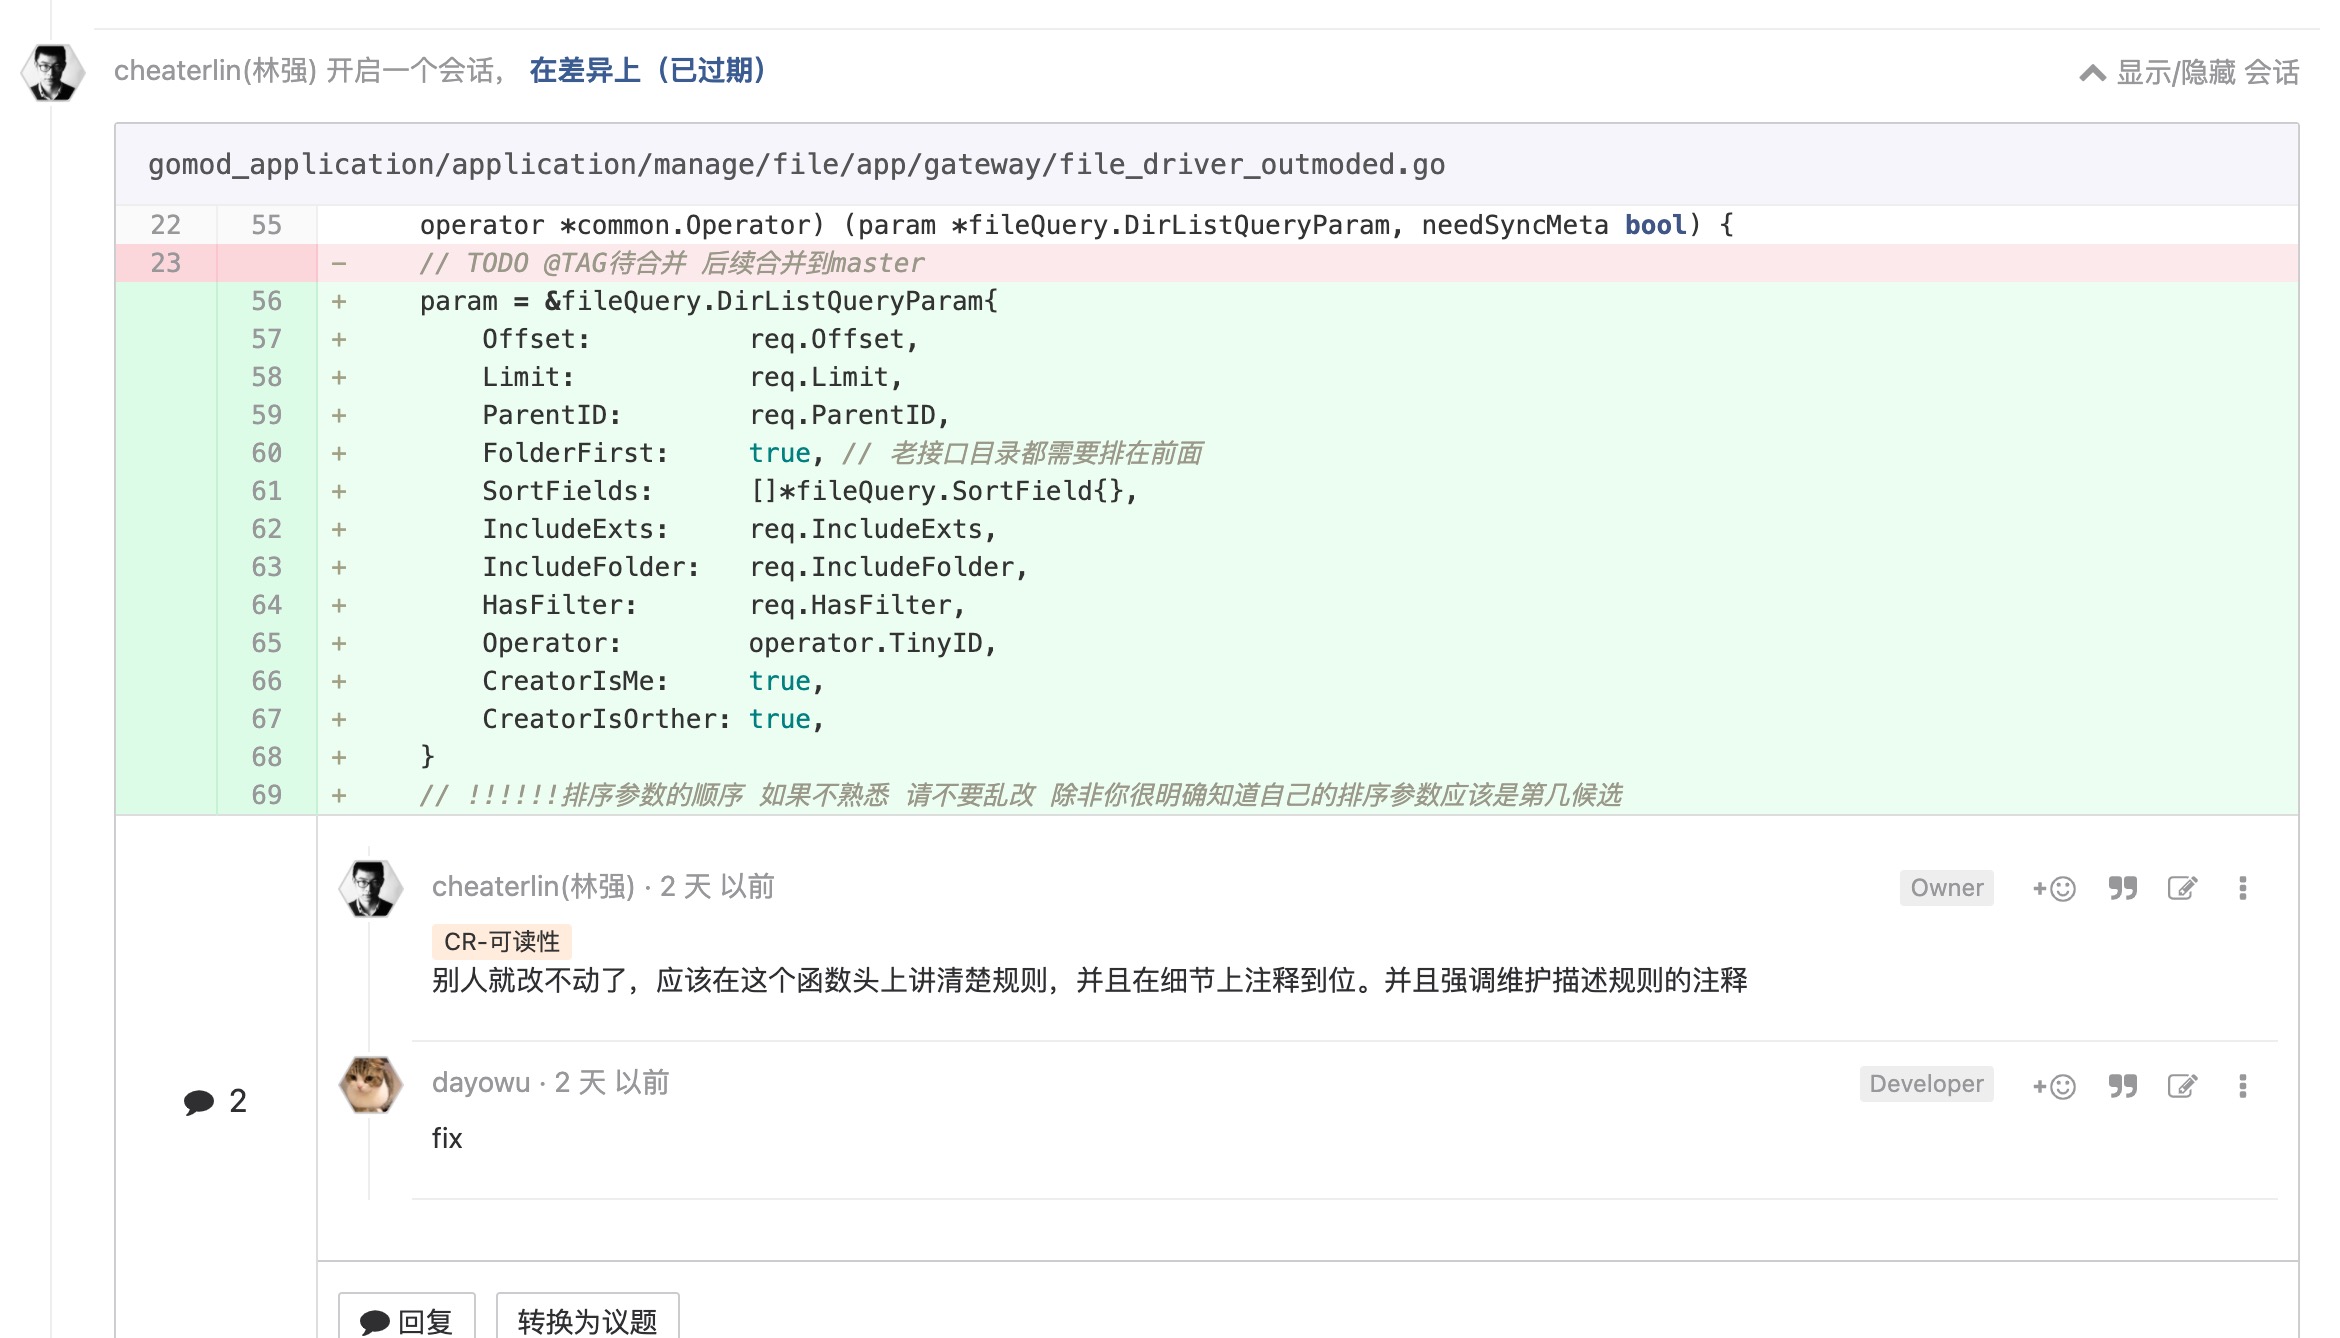 cheaterlin(林强) 开启一个会话， 在差异上（已过期）
显示/隐藏 会话
gomod_application/application/manage/file/app/gateway/file_driver_outmoded.go
22 55 operator *common.Operator) (param *fileQuery.DirListQueryParam, needSyncMeta bool) {
23 - // TODO @TAG待合并 后续合并到master
56 + param = &fileQuery.DirListQueryParam{
57 + Offset: req.Offset,
58 + Limit: req.Limit,
59 + ParentID: req.ParentID,
60 + FolderFirst: true, // 老接口目录都需要排在前面
61 + SortFields: []*fileQuery.SortField{},
62 + IncludeExts: req.IncludeExts,
63 + IncludeFolder: req.IncludeFolder,
64 + HasFilter: req.HasFilter,
65 + Operator: operator.TinyID,
66 + CreatorIsMe: true,
67 + CreatorIsOrther: true,
68 + }
69 + // !!!!!!排序参数的顺序 如果不熟悉 请不要乱改 除非你很明确知道自己的排序参数应该是第几候选
cheaterlin(林强) · 2 天 以前
Owner
CR-可读性
别人就改不动了，应该在这个函数头上讲清楚规则，并且在细节上注释到位。并且强调维护描述规则的注释
2
dayowu · 2 天 以前
Developer
fix
回复
转换为议题